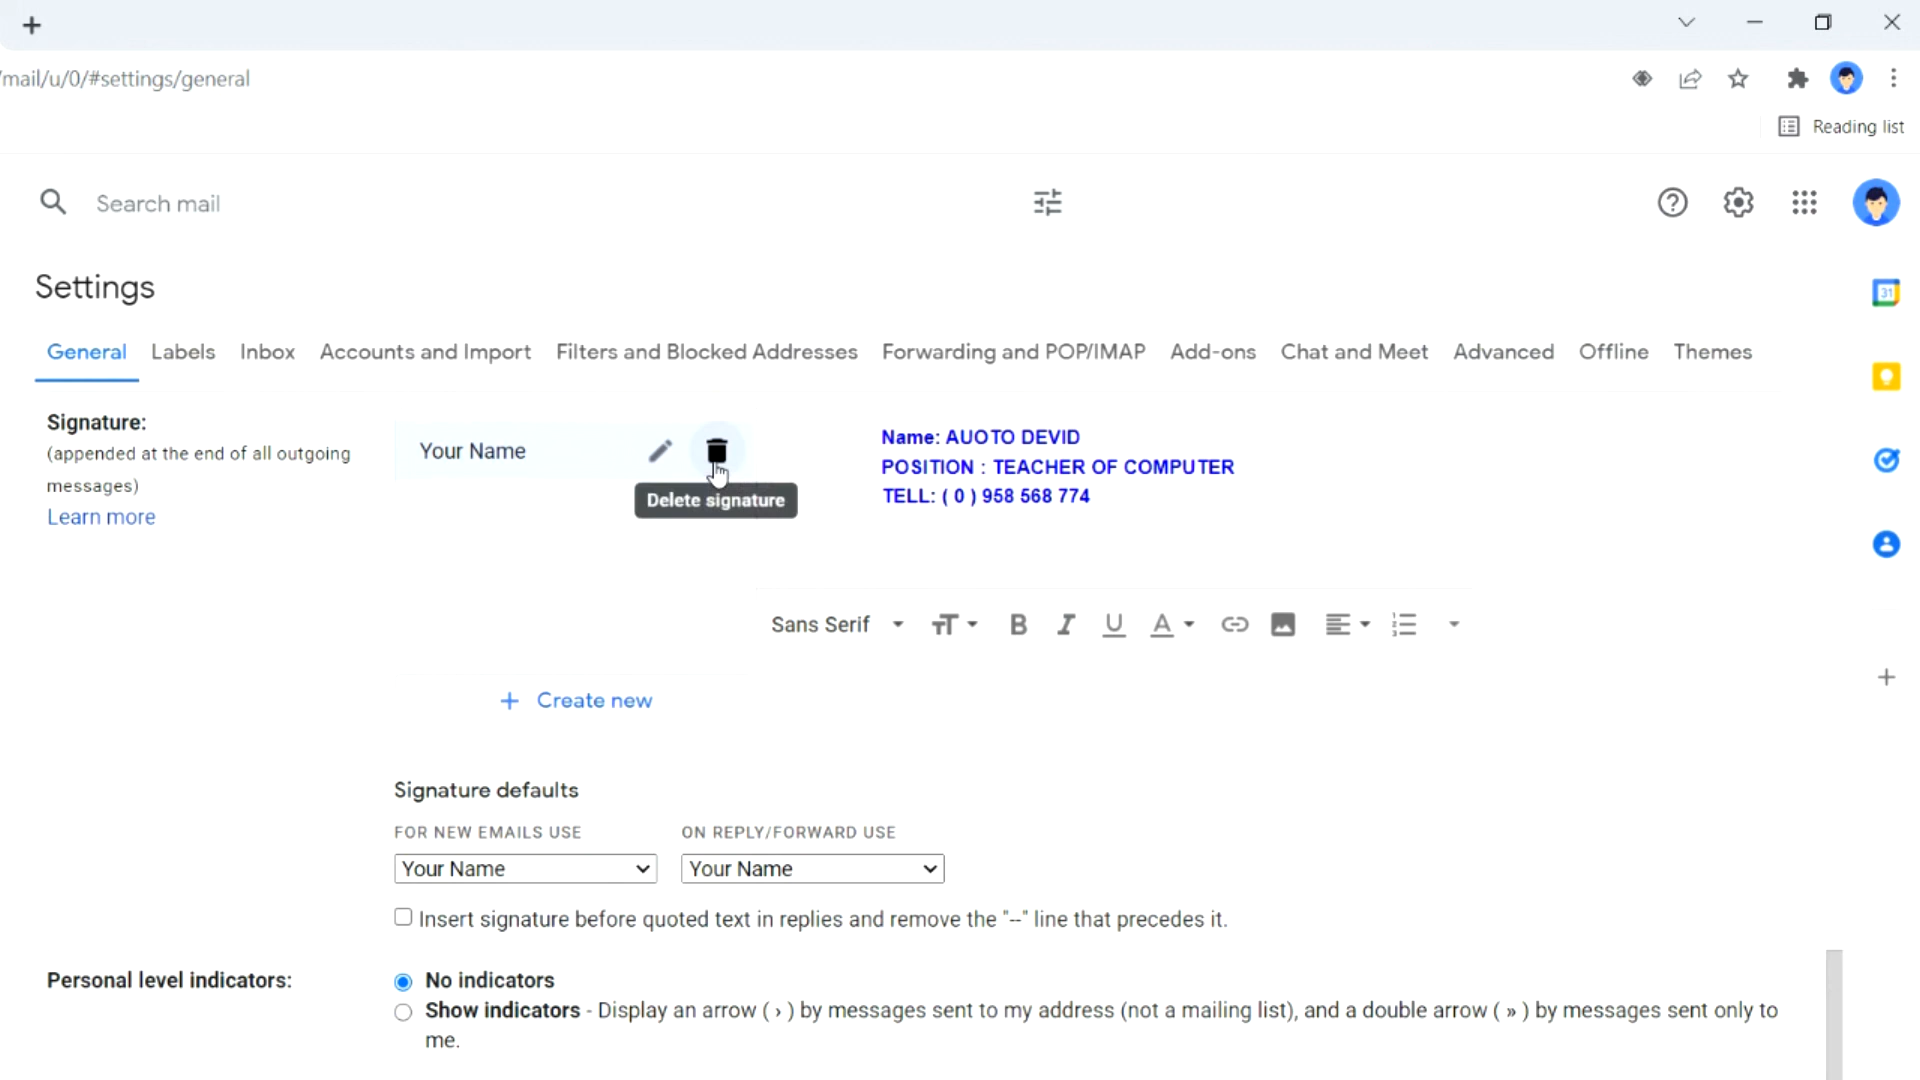 /mail/u/0/#settings/general
Reading list
Search mail
Settings
General Labels Inbox Accounts and Import Filters and Blocked Addresses Forwarding and POP/IMAP Add-ons Chat and Meet Advanced Offline Themes
31
Signature:
(appended at the end of all outgoing
messages)
Learn more
Your Name
Delete signature
Name: AUOTO DEVID
POSITION : TEACHER OF COMPUTER
TELL: ( 0 ) 958 568 774
Sans Serif
+ Create new
Signature defaults
FOR NEW EMAILS USE ON REPLY/FORWARD USE
Your Name Your Name
Insert signature before quoted text in replies and remove the "--" line that precedes it.
Personal level indicators:
No indicators
Show indicators - Display an arrow ( › ) by messages sent to my address (not a mailing list), and a double arrow ( » ) by messages sent only to
me.